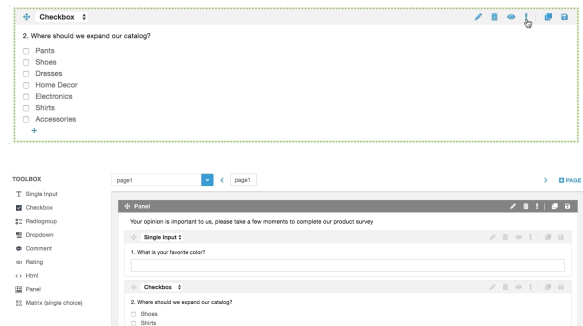 Checkbox
2. Where should we expand our catalog?
Pants
Shoes
Dresses
Home Decor
Electronics
Shirts
Accessories
TOOLBOX
page1
page1
PAGE
Single Input
Checkbox
Radiogroup
Dropdown
Comment
Rating
Html
Panel
Matrix (single choice)
Panel
Your opinion is important to us, please take a few moments to complete our product survey
Single Input
1. What is your favorite color?
Checkbox
2. Where should we expand our catalog?
Shoes
Shirts